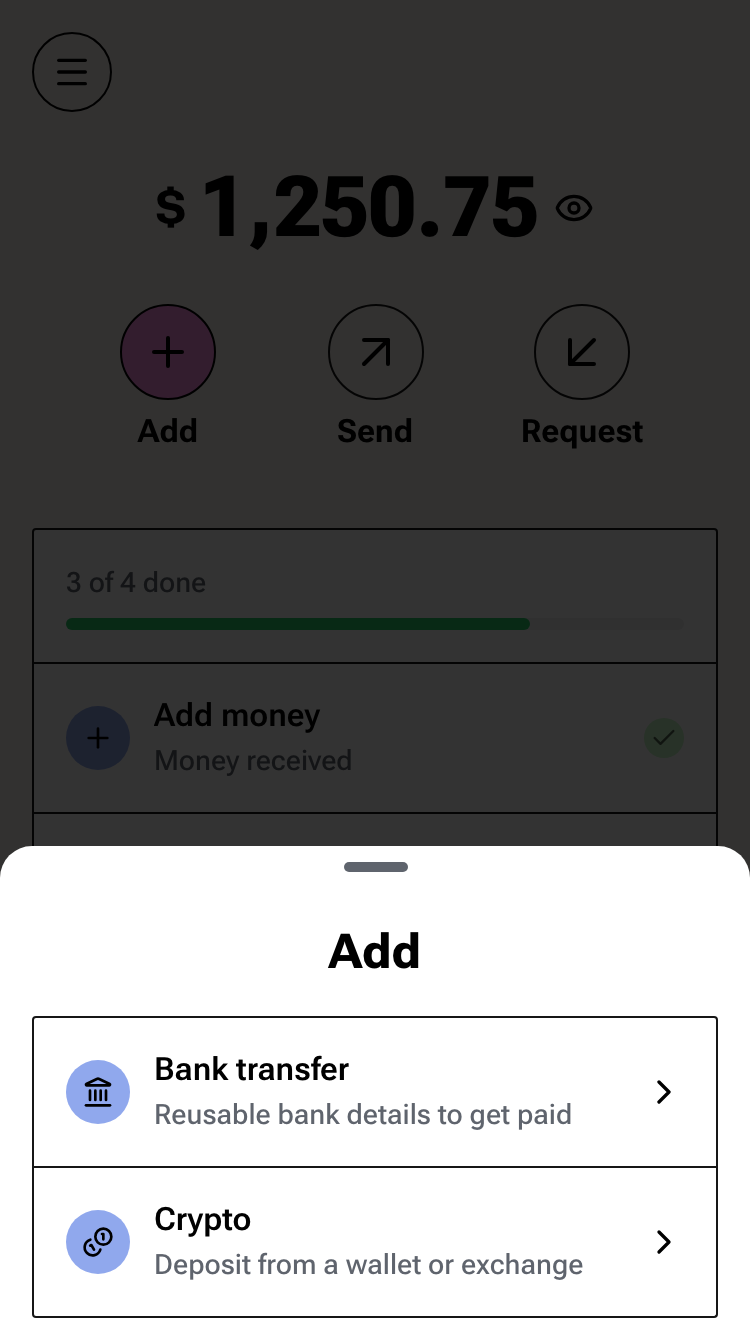 $ 1,250.75
Add
Send
Request
3 of 4 done
Add money
Money received
Add
Bank transfer
Reusable bank details to get paid
Crypto
Deposit from a wallet or exchange